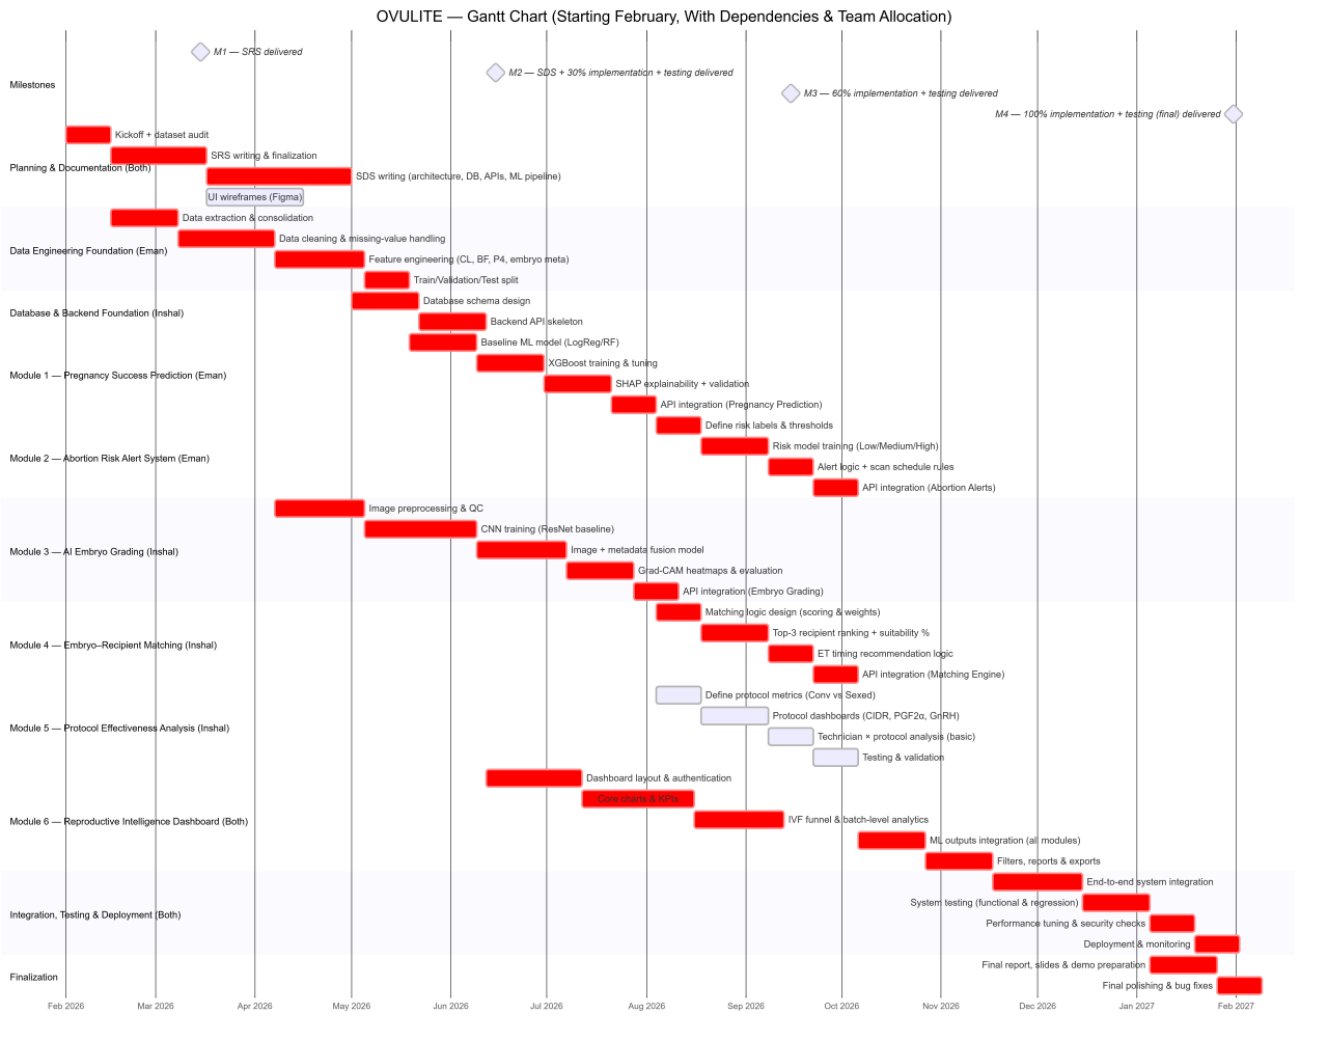 OVULITE — Gantt Chart (Starting February, With Dependencies & Team Allocation)
Milestones
M1 — SRS delivered
M2 — SDS + 30% implementation + testing delivered
M3 — 60% implementation + testing delivered
M4 — 100% implementation + testing (final) delivered
Planning & Documentation (Both)
Kickoff + dataset audit
SRS writing & finalization
SDS writing (architecture, DB, APIs, ML pipeline)
UI wireframes (Figma)
Data Engineering Foundation (Eman)
Data extraction & consolidation
Data cleaning & missing-value handling
Feature engineering (CL, BF, P4, embryo meta)
Train/Validation/Test split
Database & Backend Foundation (Inshal)
Database schema design
Backend API skeleton
Module 1 — Pregnancy Success Prediction (Eman)
Baseline ML model (LogReg/RF)
XGBoost training & tuning
SHAP explainability + validation
API integration (Pregnancy Prediction)
Module 2 — Abortion Risk Alert System (Eman)
Define risk labels & thresholds
Risk model training (Low/Medium/High)
Alert logic + scan schedule rules
API integration (Abortion Alerts)
Module 3 — AI Embryo Grading (Inshal)
Image preprocessing & QC
CNN training (ResNet baseline)
Image + metadata fusion model
Grad-CAM heatmaps & evaluation
API integration (Embryo Grading)
Module 4 — Embryo–Recipient Matching (Inshal)
Matching logic design (scoring & weights)
Top-3 recipient ranking + suitability %
ET timing recommendation logic
API integration (Matching Engine)
Module 5 — Protocol Effectiveness Analysis (Inshal)
Define protocol metrics (Conv vs Sexed)
Protocol dashboards (CIDR, PGF2α, GnRH)
Technician × protocol analysis (basic)
Testing & validation
Module 6 — Reproductive Intelligence Dashboard (Both)
Dashboard layout & authentication
Core charts & KPIs
IVF funnel & batch-level analytics
ML outputs integration (all modules)
Filters, reports & exports
Integration, Testing & Deployment (Both)
End-to-end system integration
System testing (functional & regression)
Performance tuning & security checks
Deployment & monitoring
Finalization
Final report, slides & demo preparation
Final polishing & bug fixes
Feb 2026
Mar 2026
Apr 2026
May 2026
Jun 2026
Jul 2026
Aug 2026
Sep 2026
Oct 2026
Nov 2026
Dec 2026
Jan 2027
Feb 2027